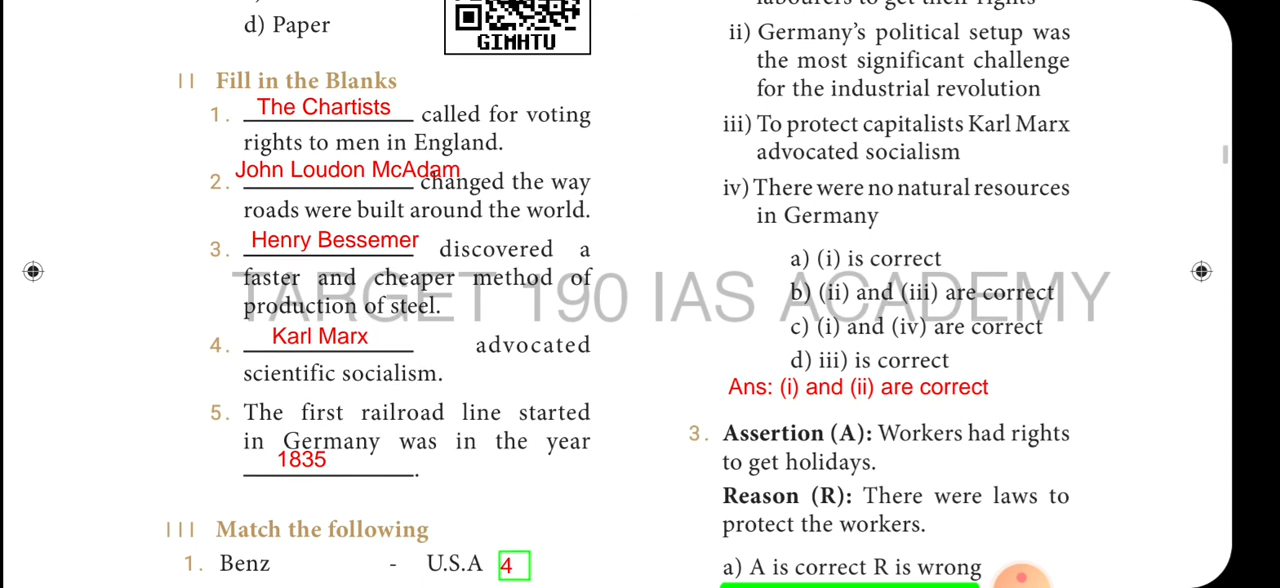 d) Paper
GIMHTU
II Fill in the Blanks
1. The Chartists called for voting
rights to men in England.
2. John Loudon McAdam changed the way
roads were built around the world.
3. Henry Bessemer discovered a
faster and cheaper method of
production of steel.
4. Karl Marx advocated
scientific socialism.
5. The first railroad line started
in Germany was in the year
1835.
III Match the following
1. Benz - U.S.A 4
labourers to get their rights
ii) Germany’s political setup was
the most significant challenge
for the industrial revolution
iii) To protect capitalists Karl Marx
advocated socialism
iv) There were no natural resources
in Germany
a) (i) is correct
b) (ii) and (iii) are correct
c) (i) and (iv) are correct
d) iii) is correct
Ans: (i) and (ii) are correct
3. Assertion (A): Workers had rights
to get holidays.
Reason (R): There were laws to
protect the workers.
a) A is correct R is wrong
TARGET 190 IAS ACADEMY